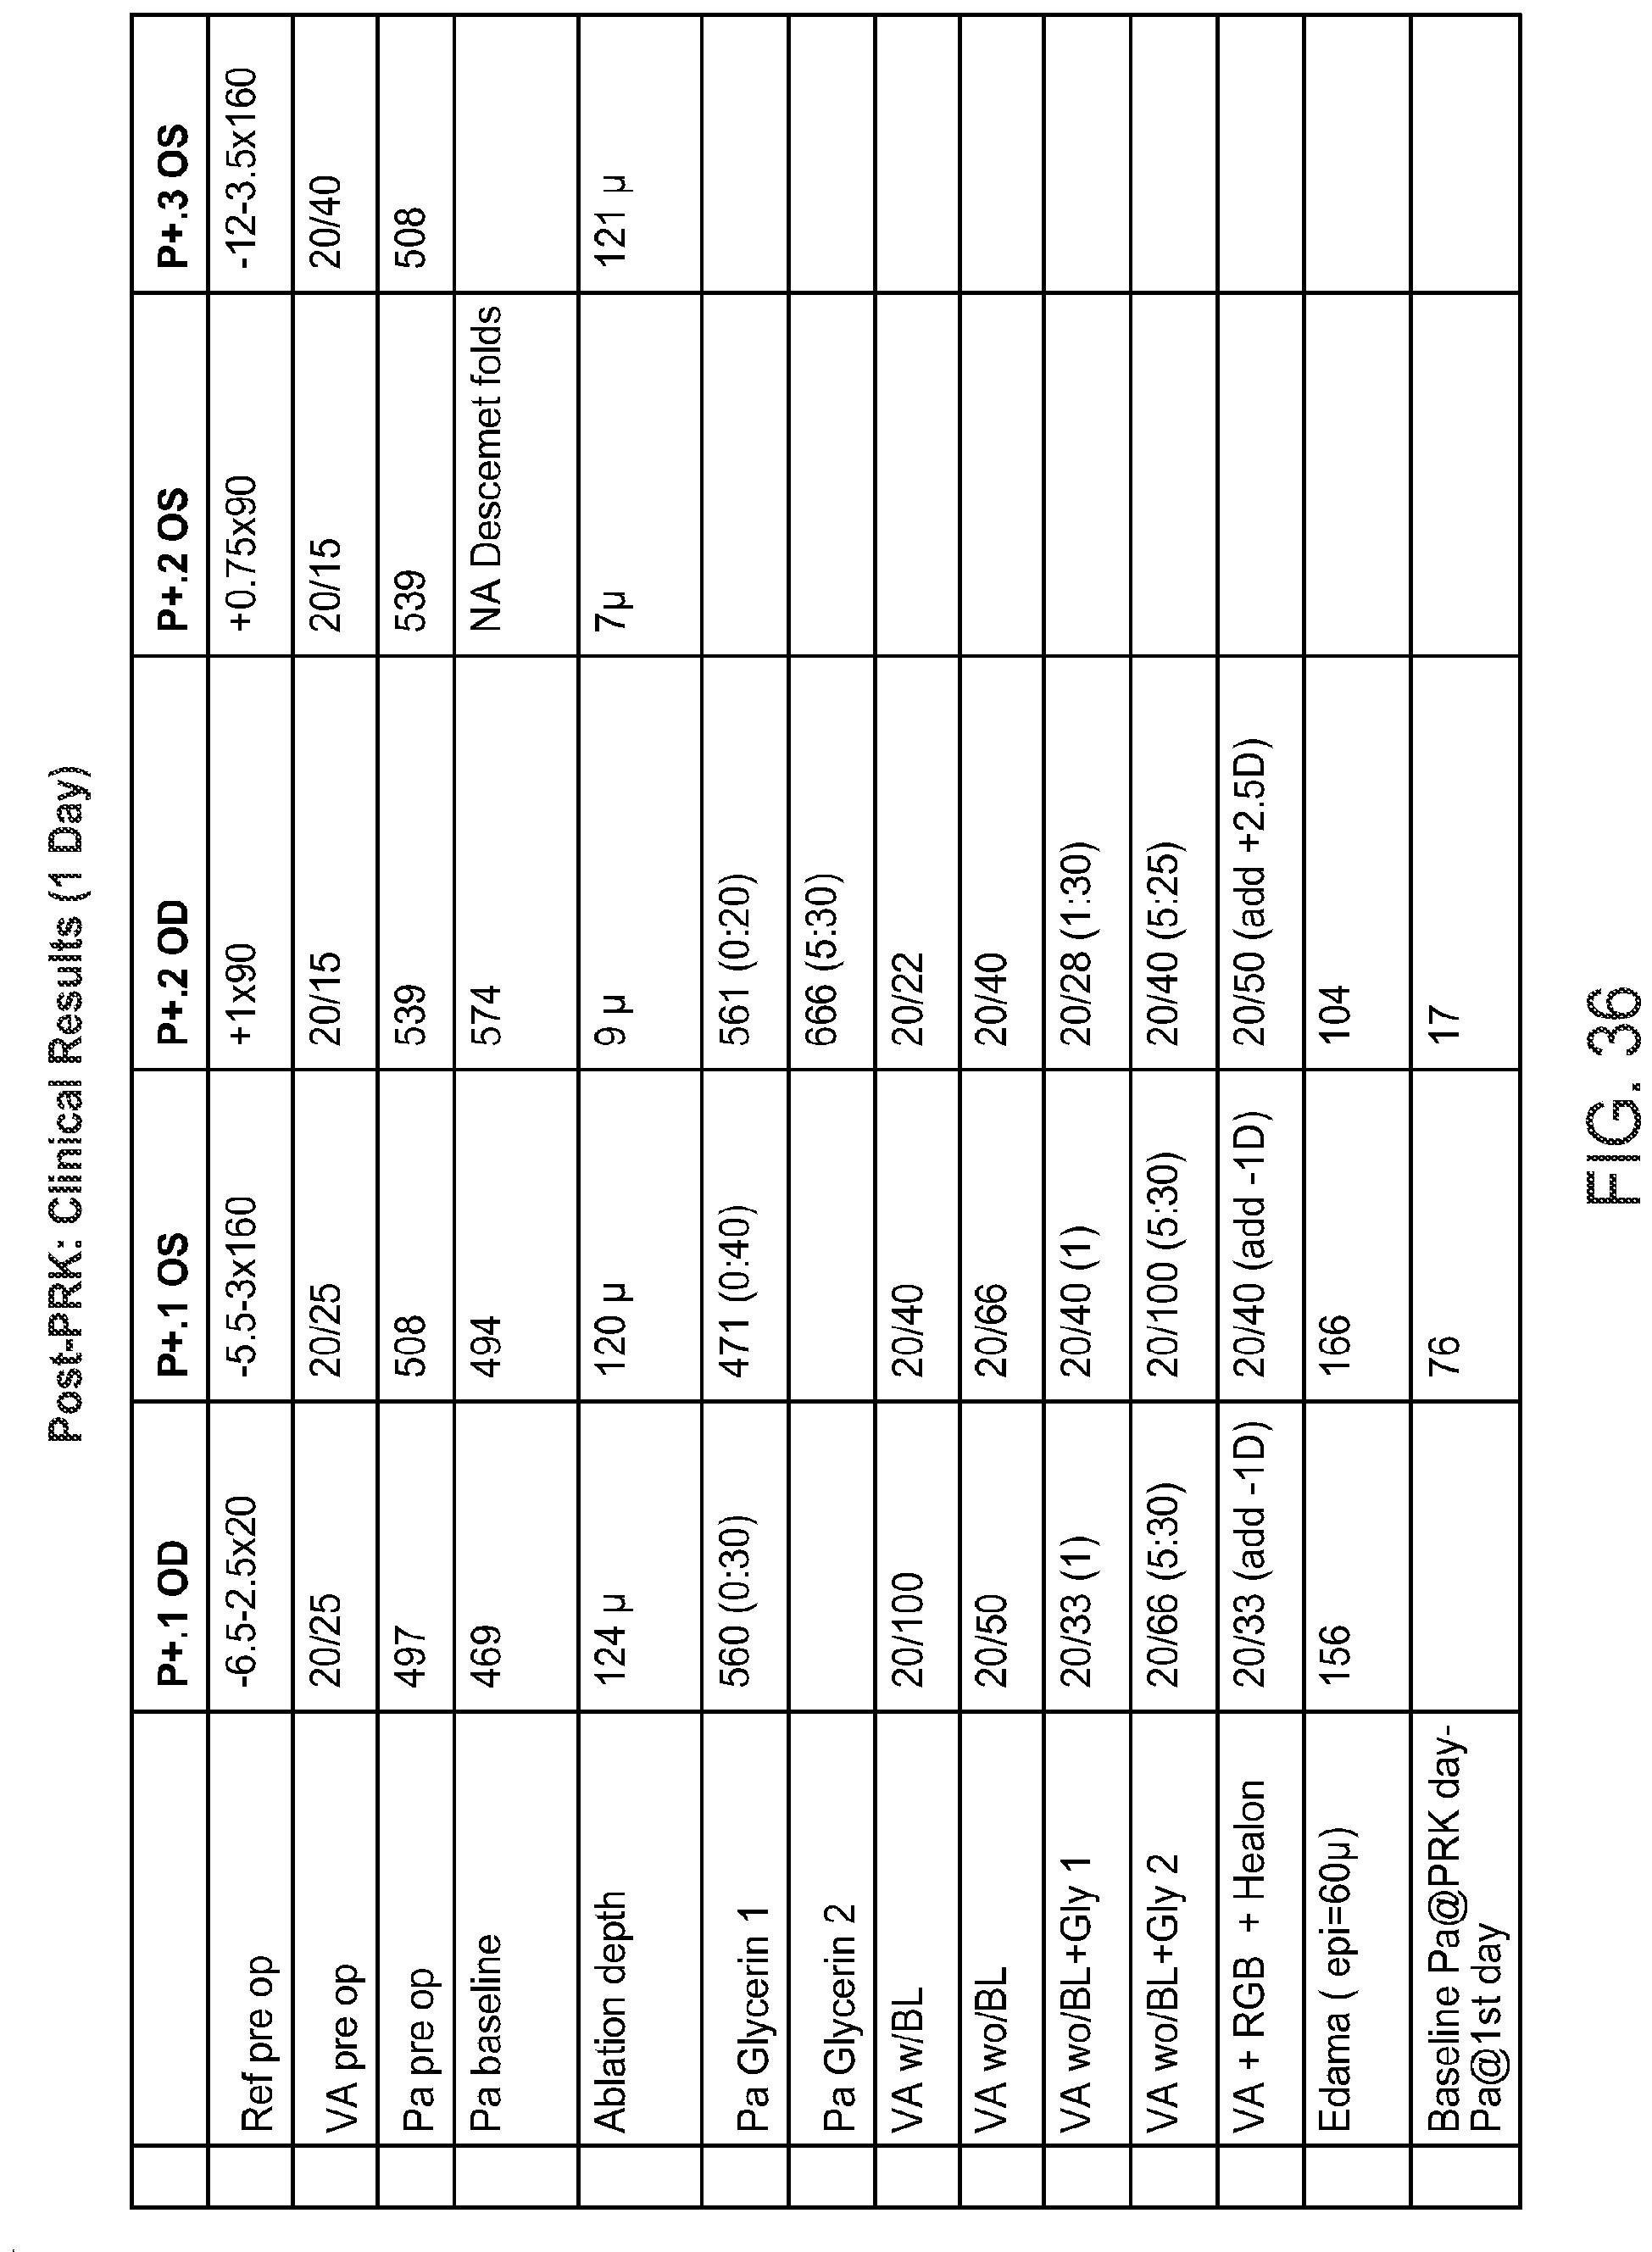 Post-PRK: Clinical Results (1 Day)
P+.1 OD P+.1 OS P+.2 OD P+.2 OS P+.3 OS
Ref pre op -6.5-2.5x20 -5.5-3x160 +1x90 +0.75x90 -12-3.5x160
VA pre op 20/25 20/25 20/15 20/15 20/40
Pa pre op 497 508 539 539 508
Pa baseline 469 494 574 NA Descemet folds
Ablation depth 124 μ 120 μ 9 μ 7μ 121 μ
Pa Glycerin 1 560 (0:30) 471 (0:40) 561 (0:20)
Pa Glycerin 2 666 (5:30)
VA w/BL 20/100 20/40 20/22
VA wo/BL 20/50 20/66 20/40
VA wo/BL+Gly 1 20/33 (1) 20/40 (1) 20/28 (1:30)
VA wo/BL+Gly 2 20/66 (5:30) 20/100 (5:30) 20/40 (5:25)
VA + RGB + Healon 20/33 (add -1D) 20/40 (add -1D) 20/50 (add +2.5D)
Edama ( epi=60μ) 156 166 104
Baseline Pa@PRK day- 76 17
Pa@1st day
FIG. 36